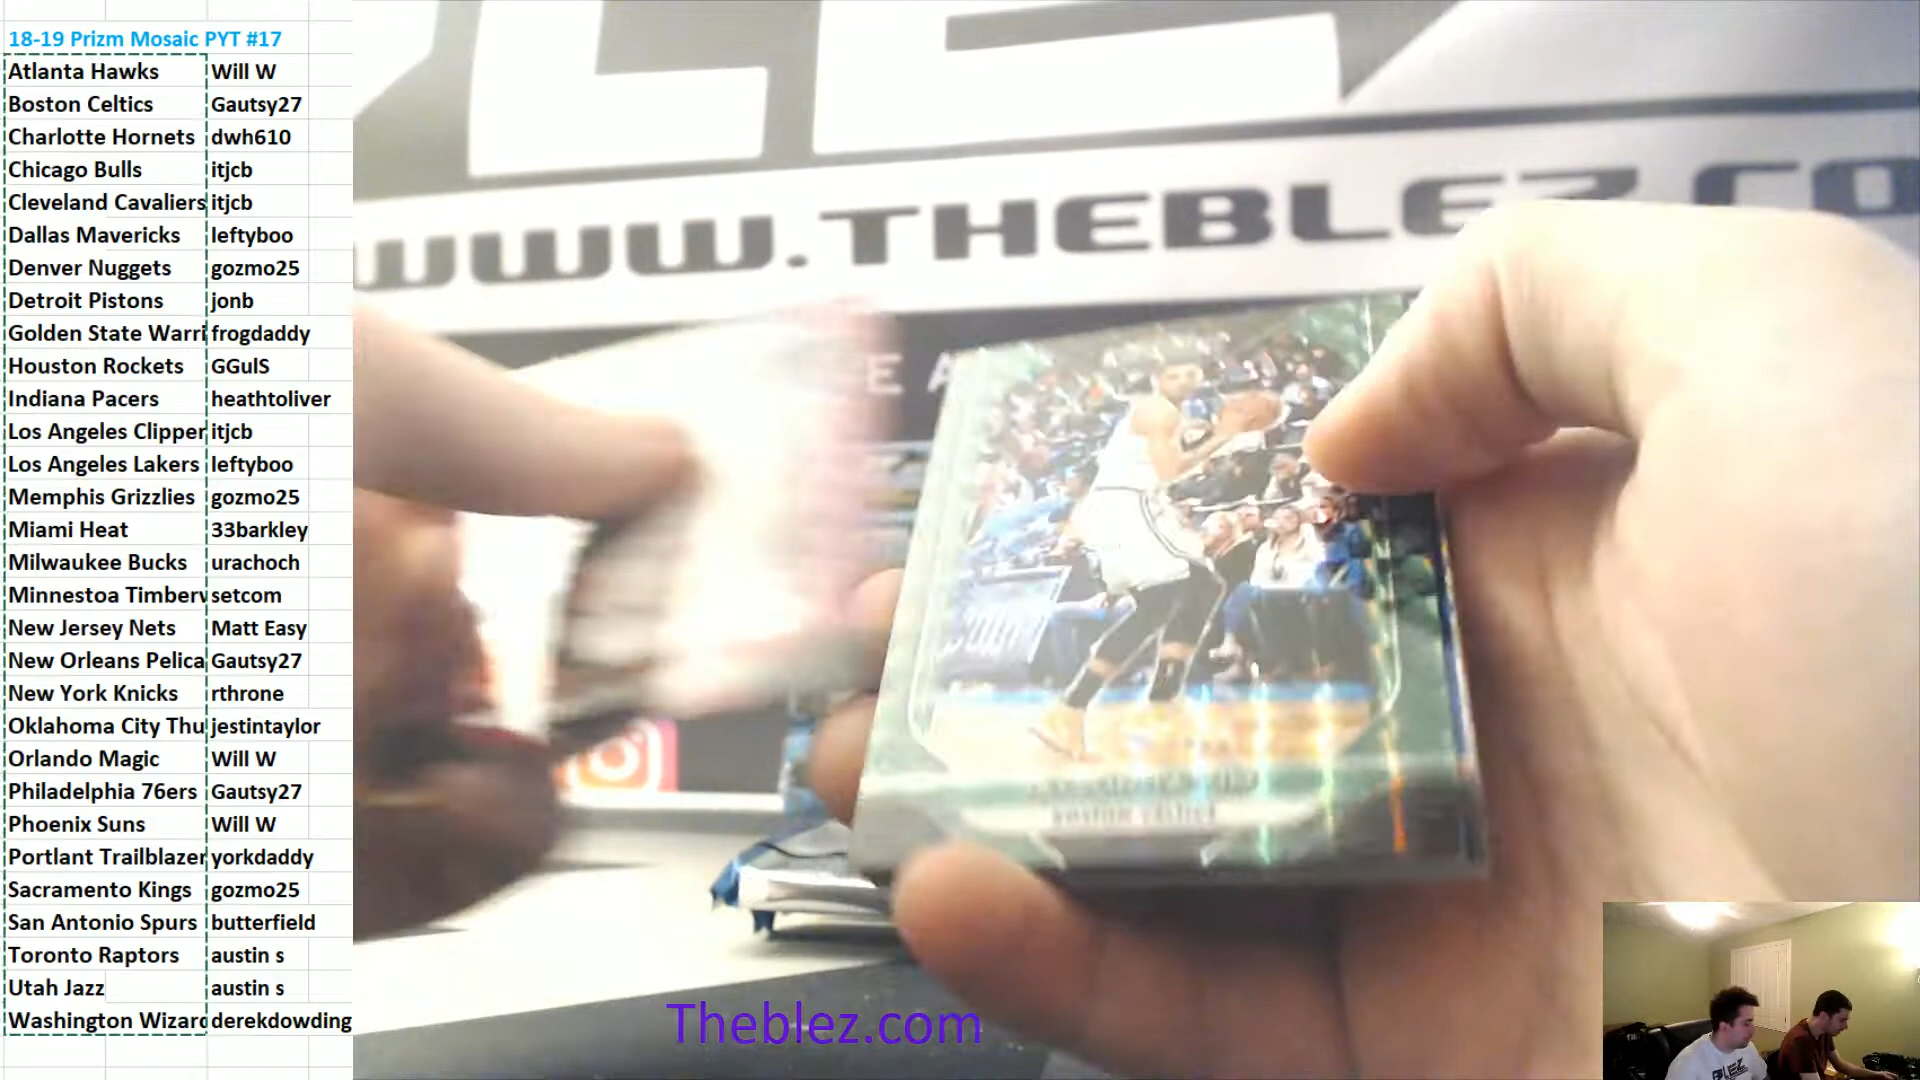 18-19 Prizm Mosaic PYT #17
Atlanta Hawks Will W
Boston Celtics Gautsy27
Charlotte Hornets dwh610
Chicago Bulls itjcb
Cleveland Cavaliers itjcb
Dallas Mavericks leftyboo
Denver Nuggets gozmo25
Detroit Pistons jonb
Golden State Warri frogdaddy
Houston Rockets GGulS
Indiana Pacers heathtoliver
Los Angeles Clipper itjcb
Los Angeles Lakers leftyboo
Memphis Grizzlies gozmo25
Miami Heat 33barkley
Milwaukee Bucks urachoch
Minnestoa Timberv setcom
New Jersey Nets Matt Easy
New Orleans Pelica Gautsy27
New York Knicks rthrone
Oklahoma City Thu jestintaylor
Orlando Magic Will W
Philadelphia 76ers Gautsy27
Phoenix Suns Will W
Portlant Trailblazer yorkdaddy
Sacramento Kings gozmo25
San Antonio Spurs butterfield
Toronto Raptors austin s
Utah Jazz austin s
Washington Wizard derekdowding
WWW.THEBLEZ.CO
Theblez.com